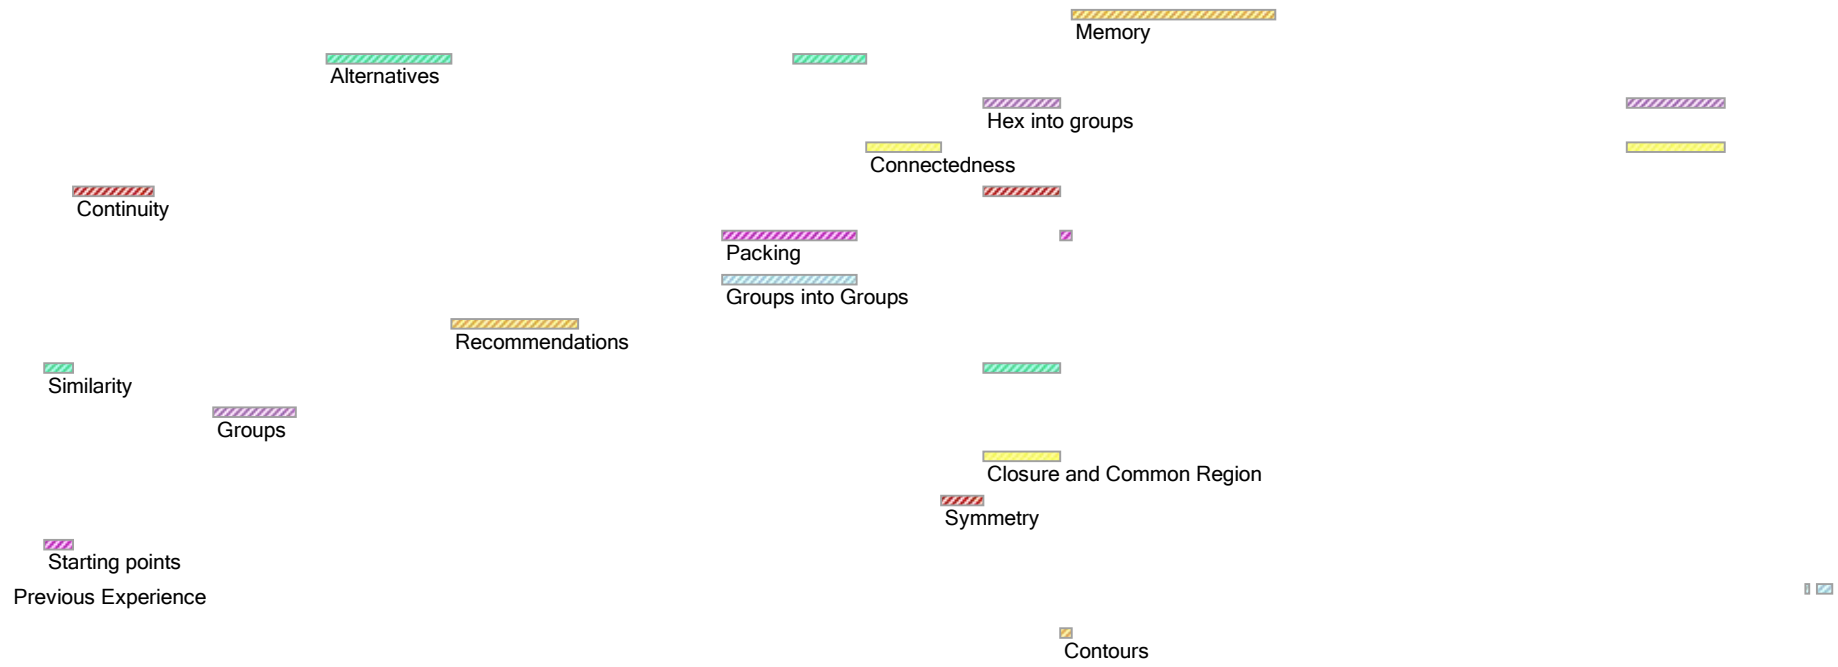 Memory
Alternatives
Hex into groups
Connectedness
Continuity
Packing
Groups into Groups
Recommendations
Similarity
Groups
Closure and Common Region
Symmetry
Starting points
Previous Experience
Contours